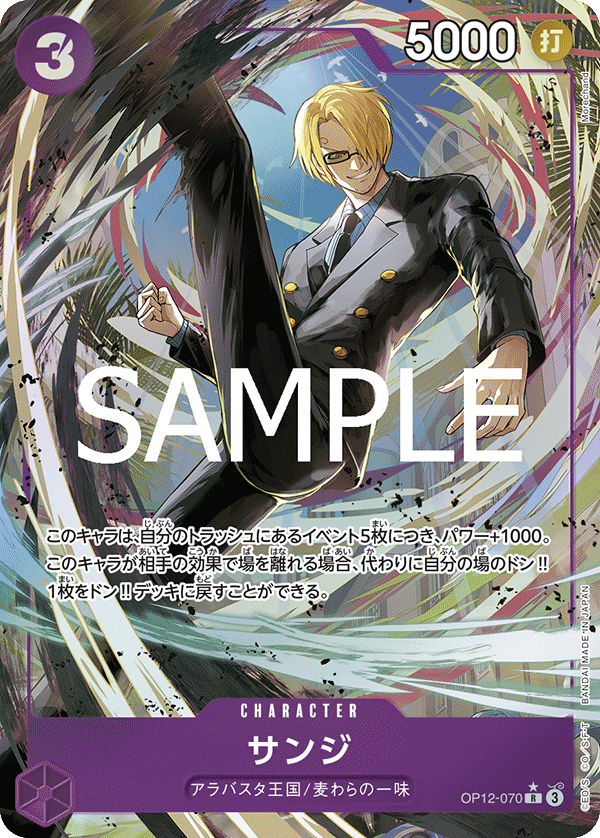 3
5000 打
Morechand
SAMPLE
このキャラは、自分のトラッシュにあるイベント5枚につき、パワー+1000。
このキャラが相手の効果で場を離れる場合、代わりに自分の場のドン!!
1枚をドン!!デッキに戻すことができる。
CHARACTER
サンジ
アラバスタ王国/麦わらの一味
OP12-070 ★ R 3
©E.O/S. ©O./S·F·T BANDAI MADE IN JAPAN